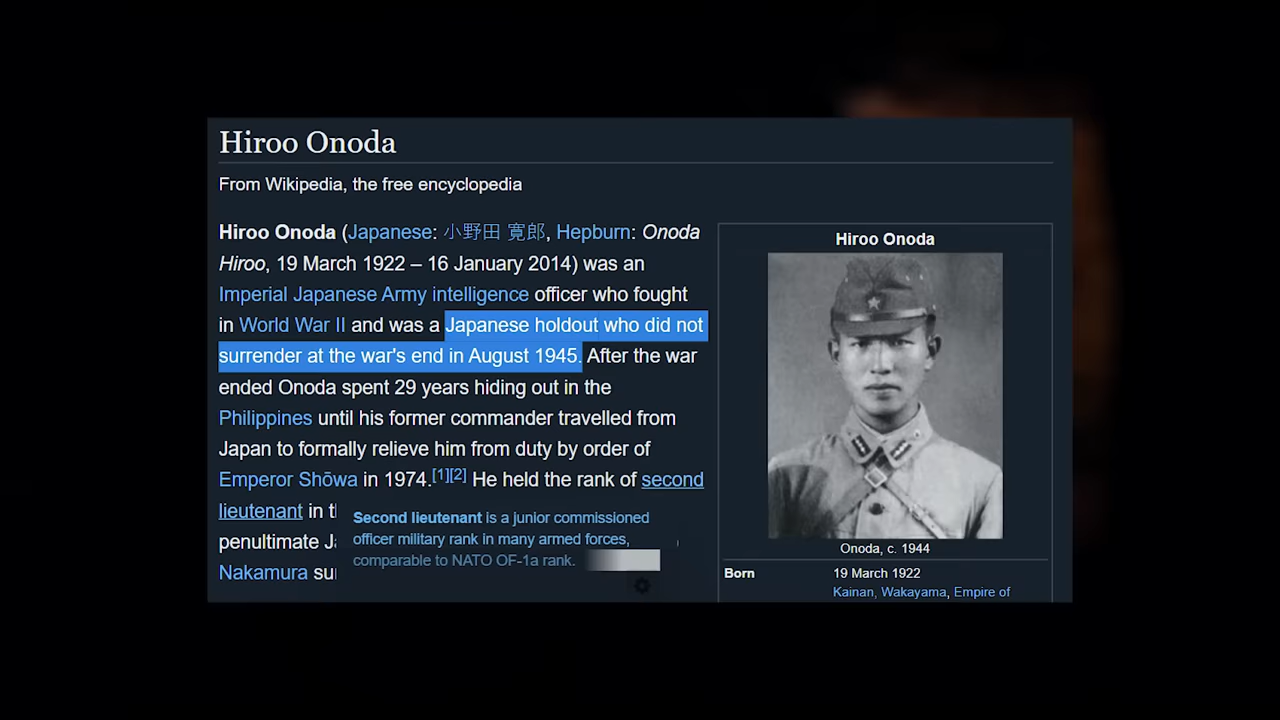 Hiroo Onoda
From Wikipedia, the free encyclopedia
Hiroo Onoda (Japanese: 小野田 寛郎, Hepburn: Onoda
Hiroo, 19 March 1922 – 16 January 2014) was an
Imperial Japanese Army intelligence officer who fought
in World War II and was a Japanese holdout who did not
surrender at the war's end in August 1945. After the war
ended Onoda spent 29 years hiding out in the
Philippines until his former commander travelled from
Japan to formally relieve him from duty by order of
Emperor Shōwa in 1974.[1][2] He held the rank of second
lieutenant in
penultimate
Nakamura
Second lieutenant is a junior commissioned
officer military rank in many armed forces,
comparable to NATO OF-1a rank.
Hiroo Onoda
Onoda, c. 1944
Born 19 March 1922
Kainan, Wakayama, Empire of